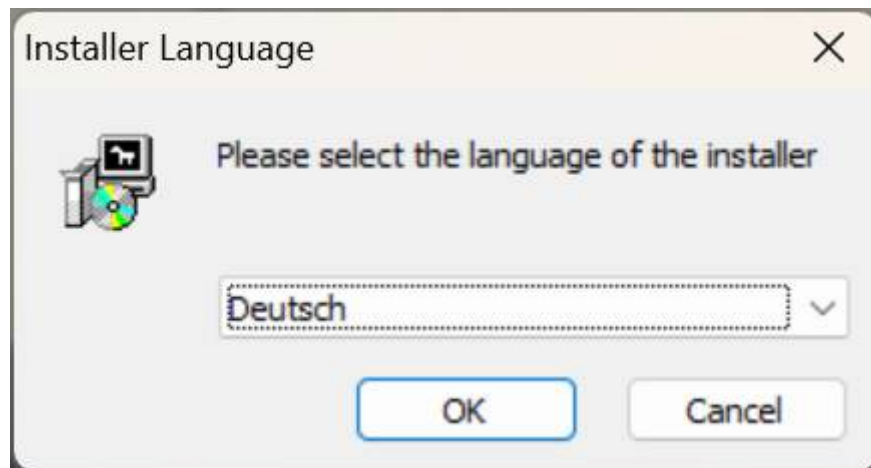 Installer Language
Please select the language of the installer
Deutsch
OK
Cancel